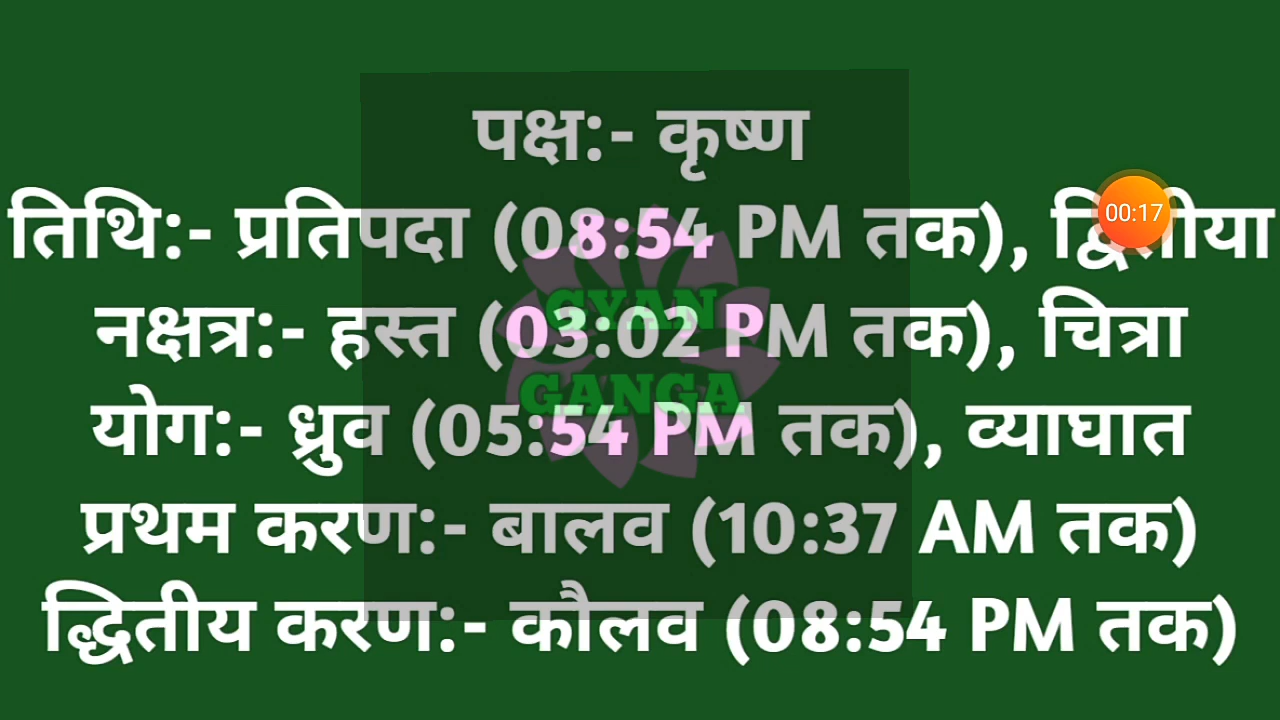 पक्ष:- कृष्ण
00:17
तिथि:- प्रतिपदा (08:54 PM तक), द्वितीया
नक्षत्र:- हस्त (03:02 PM तक), चित्रा
GYAN
GANGA
योग:- ध्रुव (05:54 PM तक), व्याघात
प्रथम करण:- बालव (10:37 AM तक)
द्धितीय करण:- कौलव (08:54 PM तक)